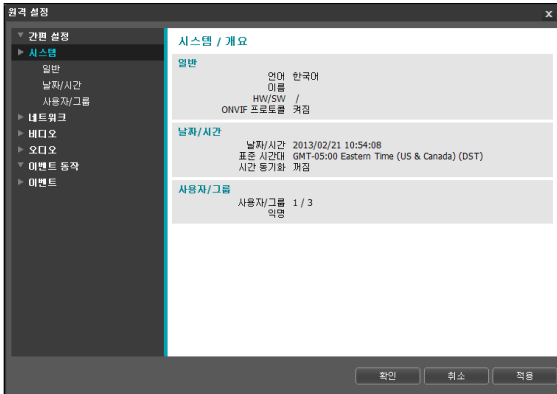 원격 설정
x
간편 설정
시스템
일반
날짜/시간
사용자/그룹
네트워크
비디오
오디오
이벤트 동작
이벤트
시스템 / 개요
일반
언어 한국어
이름
HW/SW /
ONVIF 프로토콜 켜짐
날짜/시간
날짜/시간 2013/02/21 10:54:08
표준 시간대 GMT-05:00 Eastern Time (US & Canada) (DST)
시간 동기화 꺼짐
사용자/그룹
사용자/그룹 1 / 3
익명
확인
취소
적용